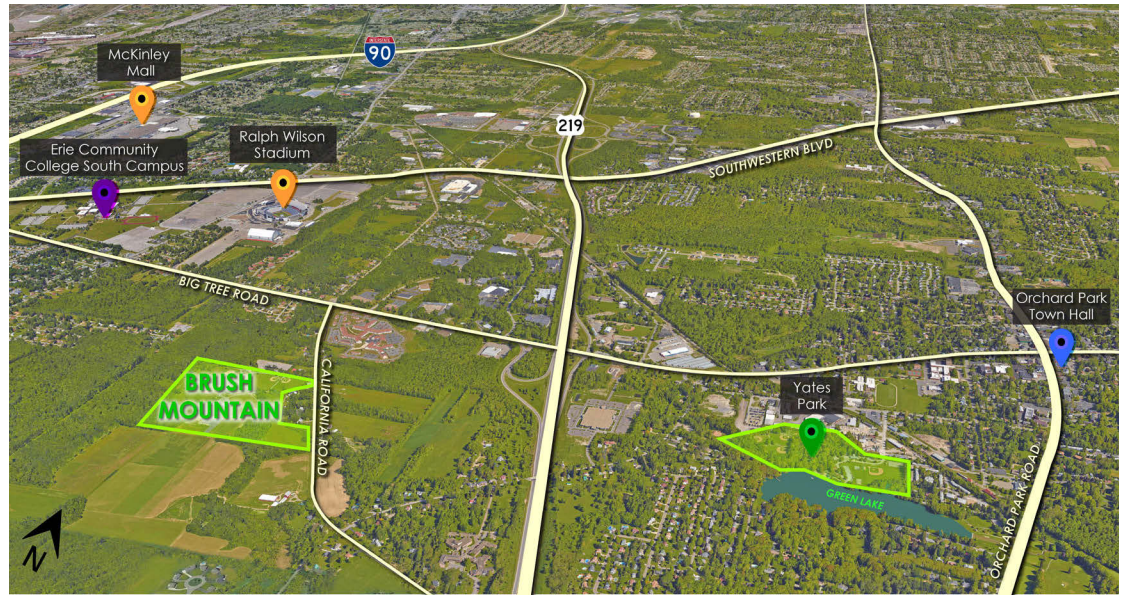 McKinley
Mall
INTERSTATE
90
Erie Community
College South Campus
Ralph Wilson
Stadium
219
SOUTHWESTERN BLVD
BIG TREE ROAD
Orchard Park
Town Hall
BRUSH
MOUNTAIN
CALIFORNIA ROAD
Yates
Park
GREEN LAKE
ORCHARD PARK ROAD
N